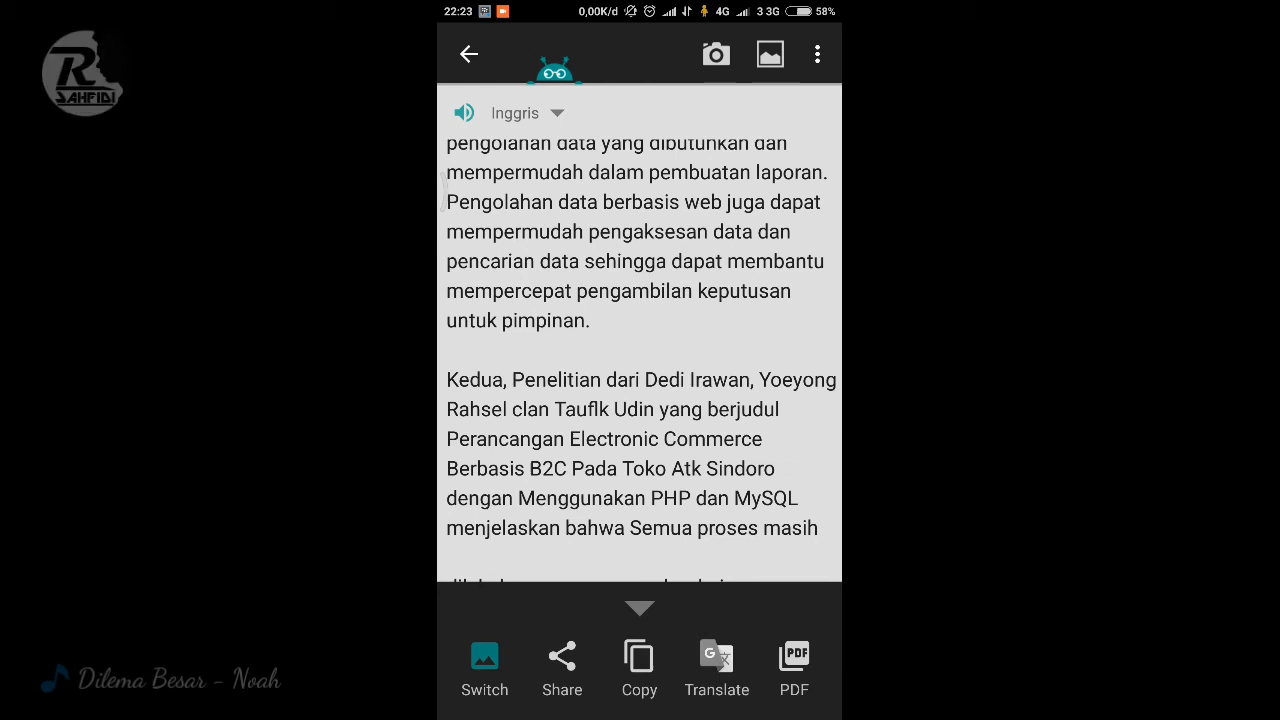 22:23
0,00K/d
4G
3 3G
58%
R
SAHFIDI
Inggris
pengolahan data yang dibutuhkan dan
mempermudah dalam pembuatan laporan.
Pengolahan data berbasis web juga dapat
mempermudah pengaksesan data dan
pencarian data sehingga dapat membantu
mempercepat pengambilan keputusan
untuk pimpinan.
Kedua, Penelitian dari Dedi Irawan, Yoeyong
Rahsel clan Tauflk Udin yang berjudul
Perancangan Electronic Commerce
Berbasis B2C Pada Toko Atk Sindoro
dengan Menggunakan PHP dan MySQL
menjelaskan bahwa Semua proses masih
Switch
Share
Copy
Translate
PDF
Dilema Besar - Noah